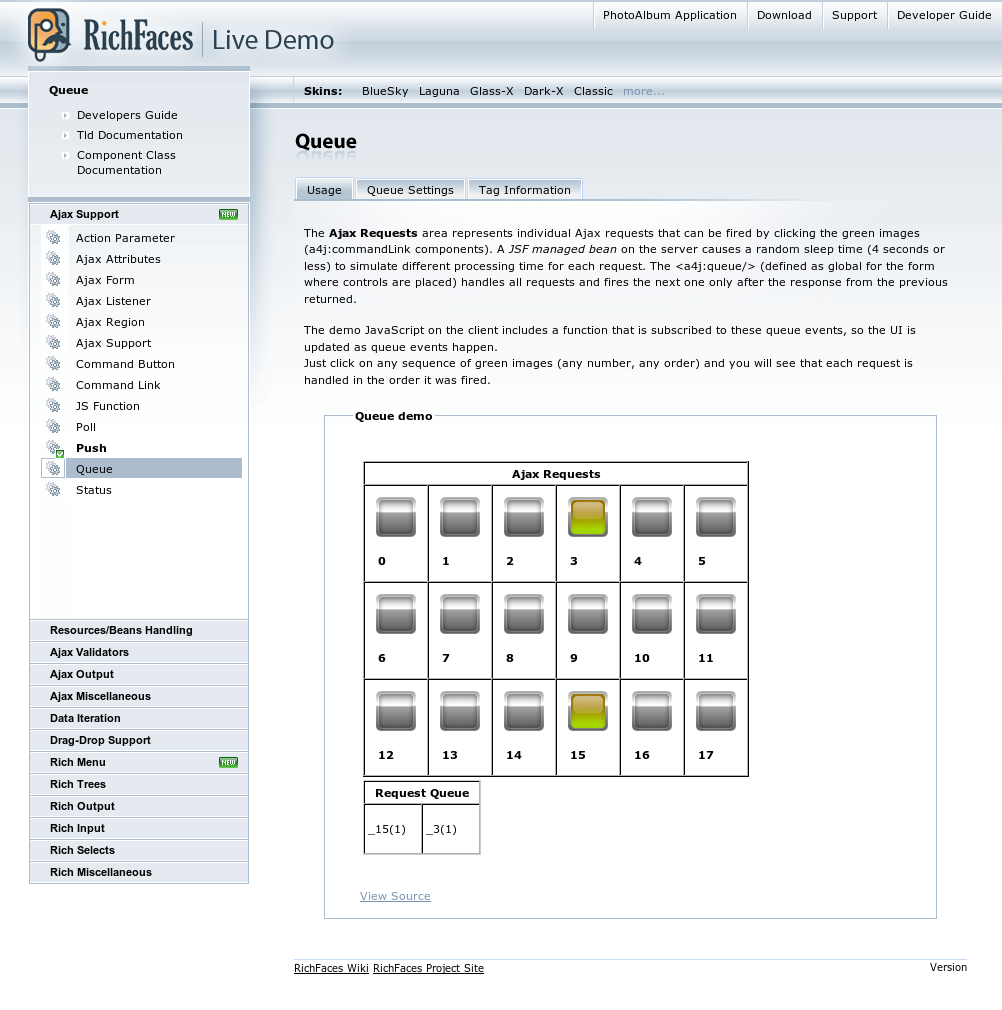 PhotoAlbum Application Download Support Developer Guide
RichFaces Live Demo
Skins: BlueSky Laguna Glass-X Dark-X Classic more...
Queue
Developers Guide
Tld Documentation
Component Class
Documentation
Ajax Support NEW
Action Parameter
Ajax Attributes
Ajax Form
Ajax Listener
Ajax Region
Ajax Support
Command Button
Command Link
JS Function
Poll
Push
Queue
Status
Resources/Beans Handling
Ajax Validators
Ajax Output
Ajax Miscellaneous
Data Iteration
Drag-Drop Support
Rich Menu NEW
Rich Trees
Rich Output
Rich Input
Rich Selects
Rich Miscellaneous
Queue
Usage Queue Settings Tag Information
The Ajax Requests area represents individual Ajax requests that can be fired by clicking the green images
(a4j:commandLink components). A JSF managed bean on the server causes a random sleep time (4 seconds or
less) to simulate different processing time for each request. The <a4j:queue/> (defined as global for the form
where controls are placed) handles all requests and fires the next one only after the response from the previous
returned.
The demo JavaScript on the client includes a function that is subscribed to these queue events, so the UI is
updated as queue events happen.
Just click on any sequence of green images (any number, any order) and you will see that each request is
handled in the order it was fired.
Queue demo
Ajax Requests
0 1 2 3 4 5
6 7 8 9 10 11
12 13 14 15 16 17
Request Queue
_15(1) _3(1)
View Source
RichFaces Wiki RichFaces Project Site Version